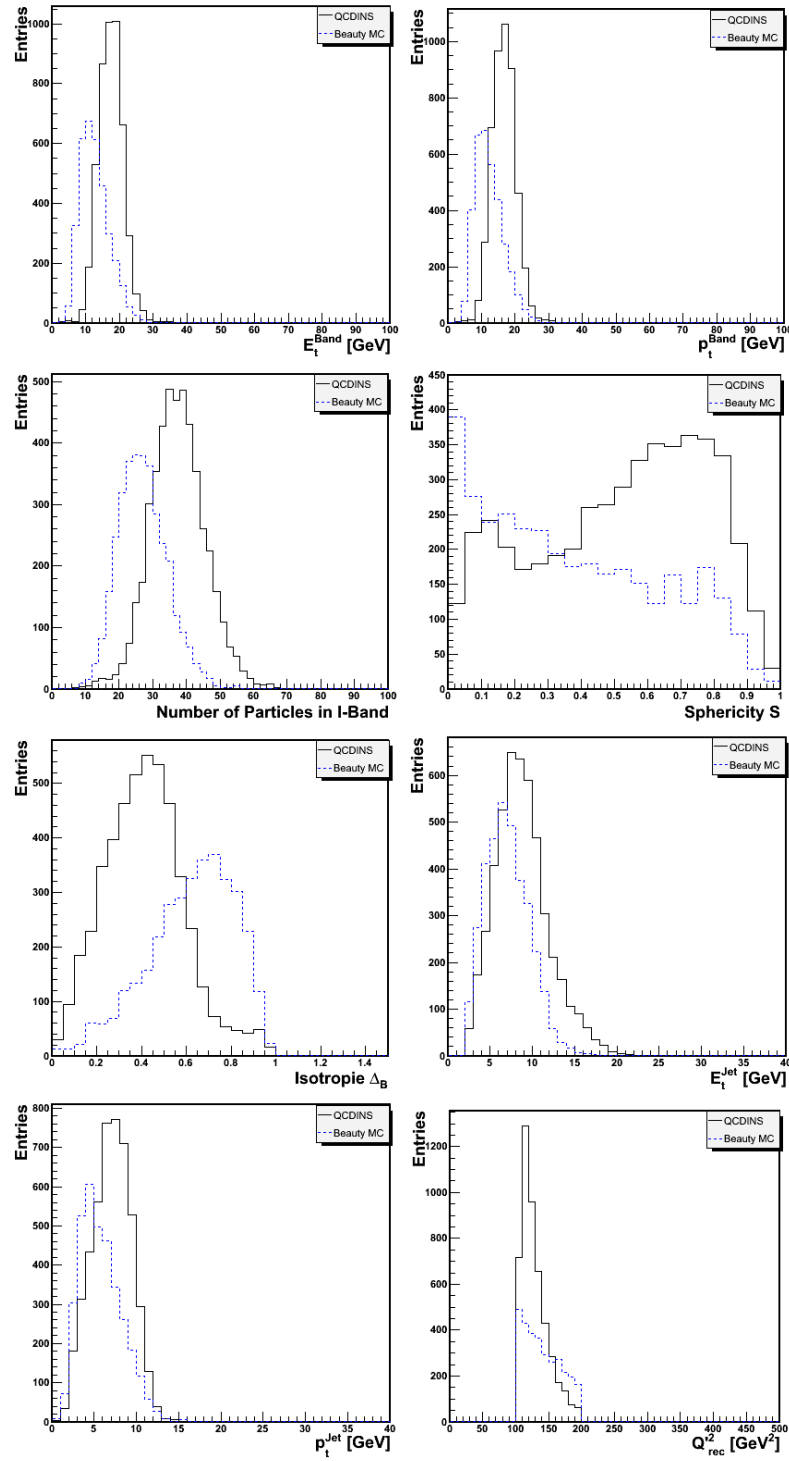 Entries
QCDINS
Beauty MC
1000
800
600
400
200
0
0 10 20 30 40 50 60 70 80 90 100
E_t^Band [GeV]
Entries
QCDINS
Beauty MC
1000
800
600
400
200
0
0 10 20 30 40 50 60 70 80 90 100
p_t^Band [GeV]
Entries
QCDINS
Beauty MC
500
400
300
200
100
0
0 20 40 60 80 100
Number of Particles in I-Band
Entries
QCDINS
Beauty MC
450
400
350
300
250
200
150
100
50
0
0 0.1 0.2 0.3 0.4 0.5 0.6 0.7 0.8 0.9 1
Sphericity S
Entries
QCDINS
Beauty MC
500
400
300
200
100
0
0 0.2 0.4 0.6 0.8 1 1.2 1.4
Isotropie Δ_B
Entries
QCDINS
Beauty MC
600
500
400
300
200
100
0
0 5 10 15 20 25 30 35 40
E_t^Jet [GeV]
Entries
QCDINS
Beauty MC
800
700
600
500
400
300
200
100
0
0 5 10 15 20 25 30 35 40
p_t^Jet [GeV]
Entries
QCDINS
Beauty MC
1200
1000
800
600
400
200
0
0 50 100 150 200 250 300 350 400 450 500
Q'^2_rec [GeV²]